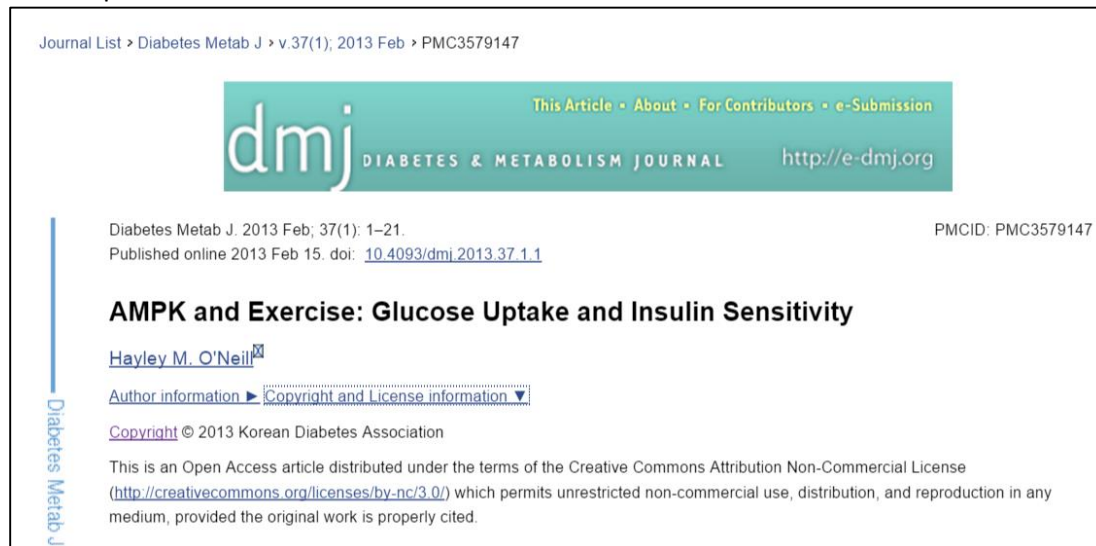 Journal List > Diabetes Metab J > v.37(1); 2013 Feb > PMC3579147
This Article • About • For Contributors • e-Submission
dmj DIABETES & METABOLISM JOURNAL http://e-dmj.org
Diabetes Metab J. 2013 Feb; 37(1): 1–21. PMCID: PMC3579147
Published online 2013 Feb 15. doi: 10.4093/dmj.2013.37.1.1
AMPK and Exercise: Glucose Uptake and Insulin Sensitivity
Hayley M. O'Neill
Author information ► Copyright and License information ▼
Copyright © 2013 Korean Diabetes Association
This is an Open Access article distributed under the terms of the Creative Commons Attribution Non-Commercial License
(http://creativecommons.org/licenses/by-nc/3.0/) which permits unrestricted non-commercial use, distribution, and reproduction in any
medium, provided the original work is properly cited.
Diabetes Metab J